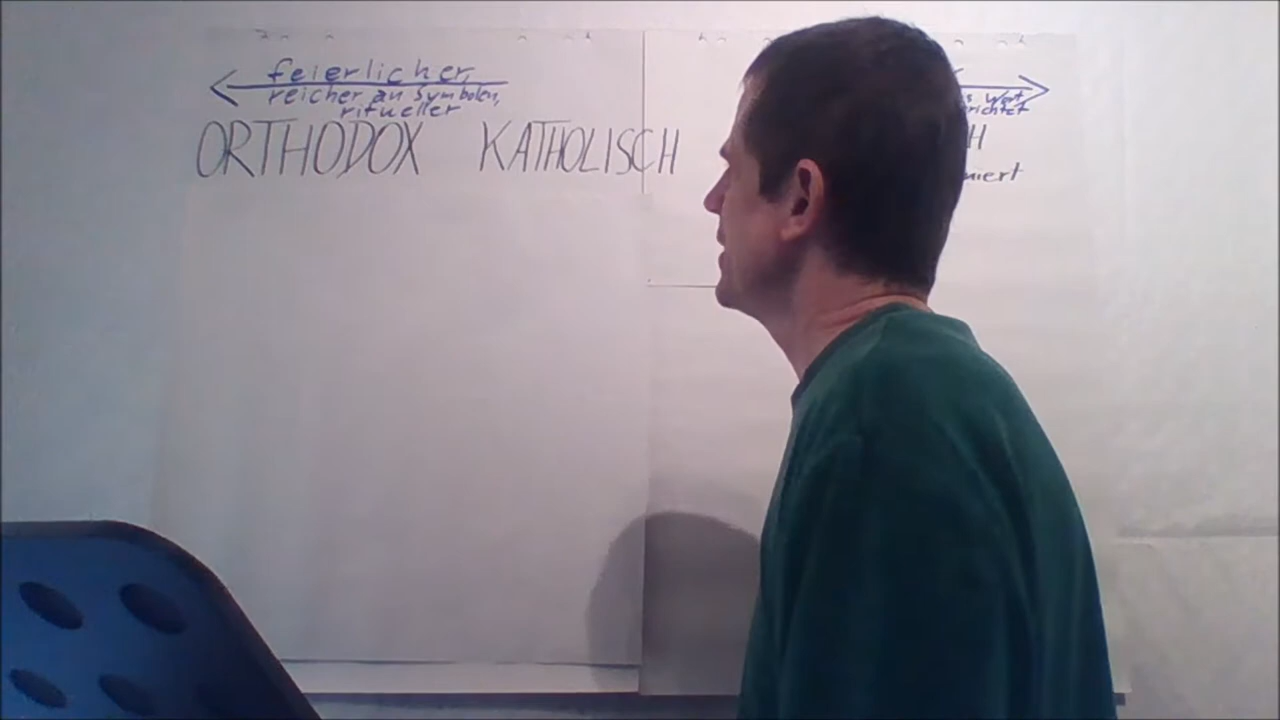 feierlicher,
reicher an Symbolen,
ritueller
ORTHODOX KATHOLISCH